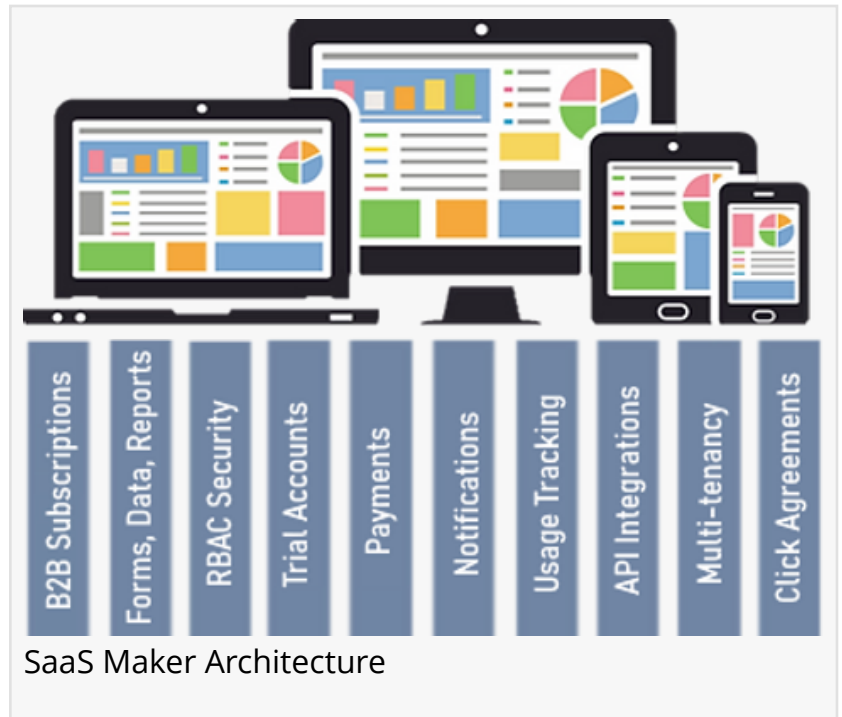 B2B Subscriptions
Forms, Data, Reports
RBAC Security
Trial Accounts
Payments
Notifications
Usage Tracking
API Integrations
Multi-tenancy
Click Agreements
SaaS Maker Architecture